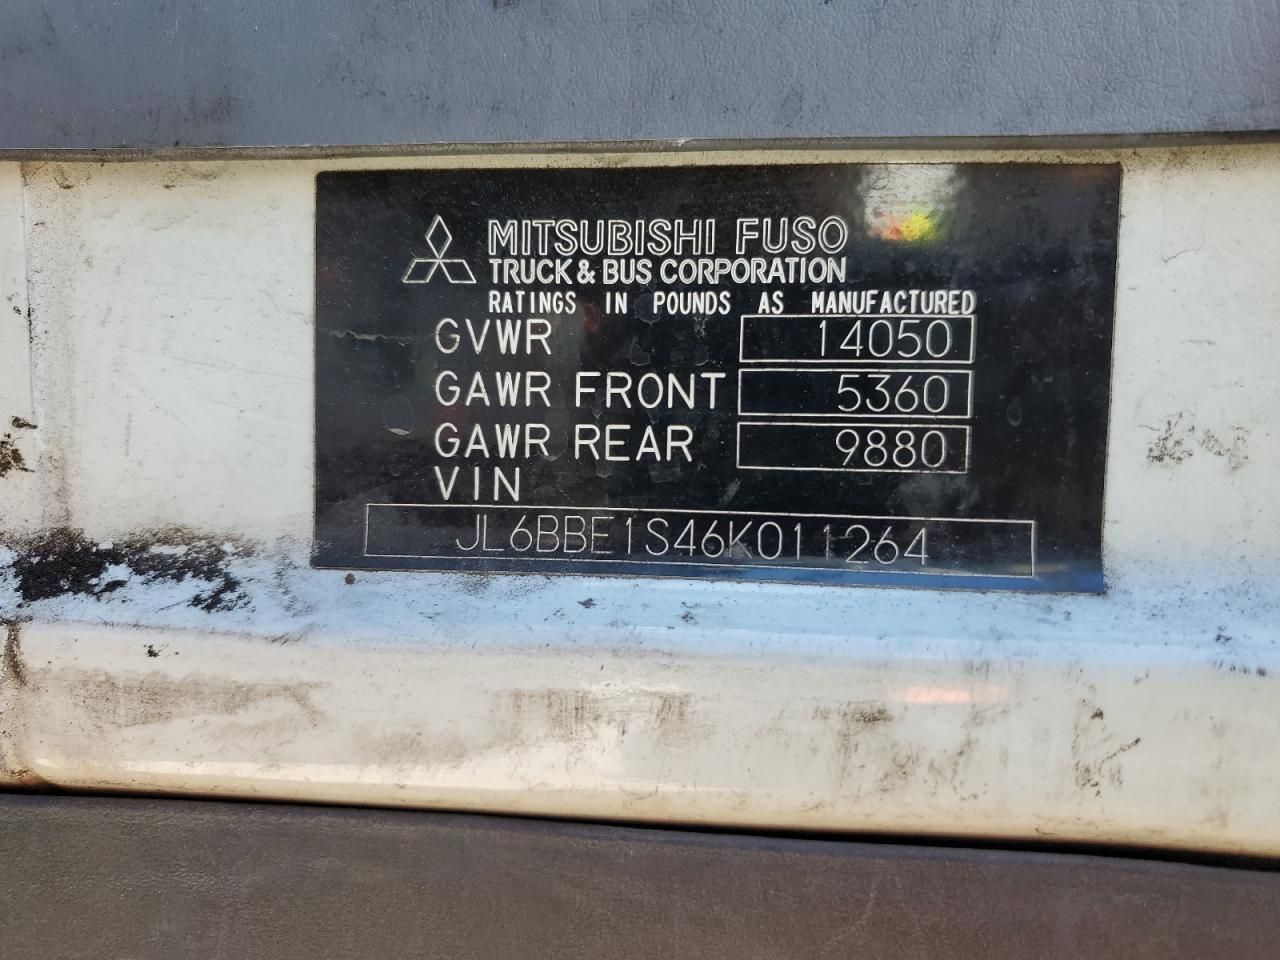 MITSUBISHI FUSO
TRUCK & BUS CORPORATION
RATINGS IN POUNDS AS MANUFACTURED
GVWR 14050
GAWR FRONT 5360
GAWR REAR 9880
VIN
JL6BBE1S46K011264